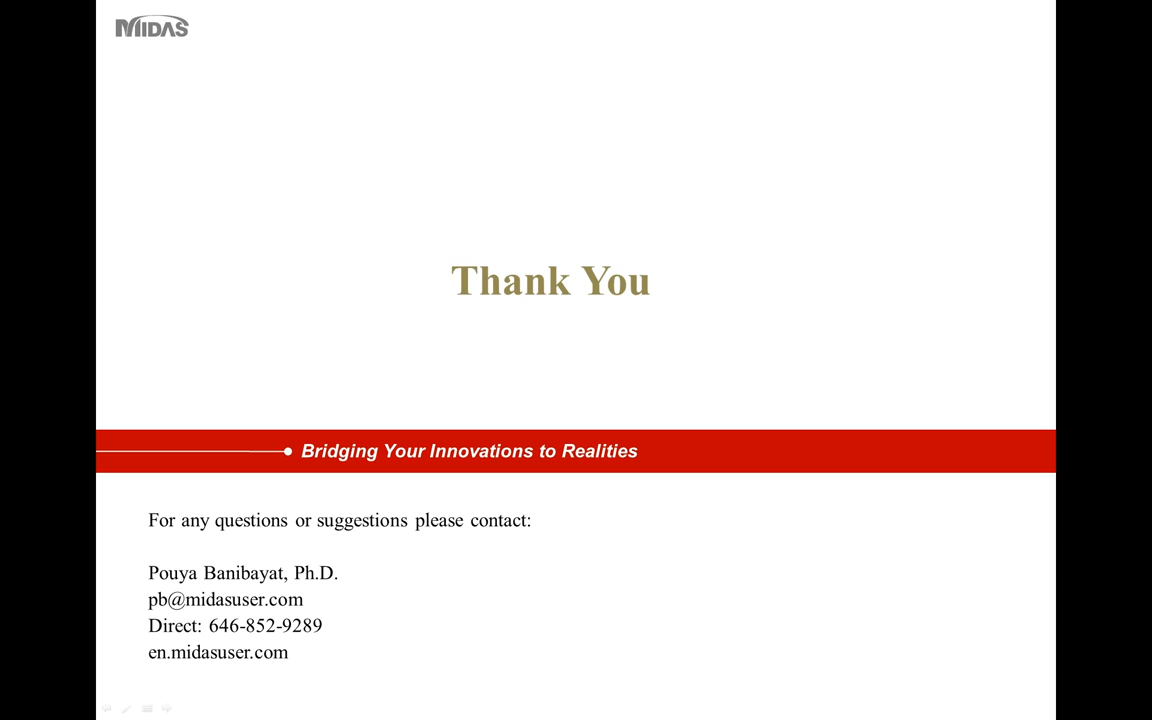 MIDAS
Thank You
Bridging Your Innovations to Realities
For any questions or suggestions please contact:
Pouya Banibayat, Ph.D.
pb@midasuser.com
Direct: 646-852-9289
en.midasuser.com